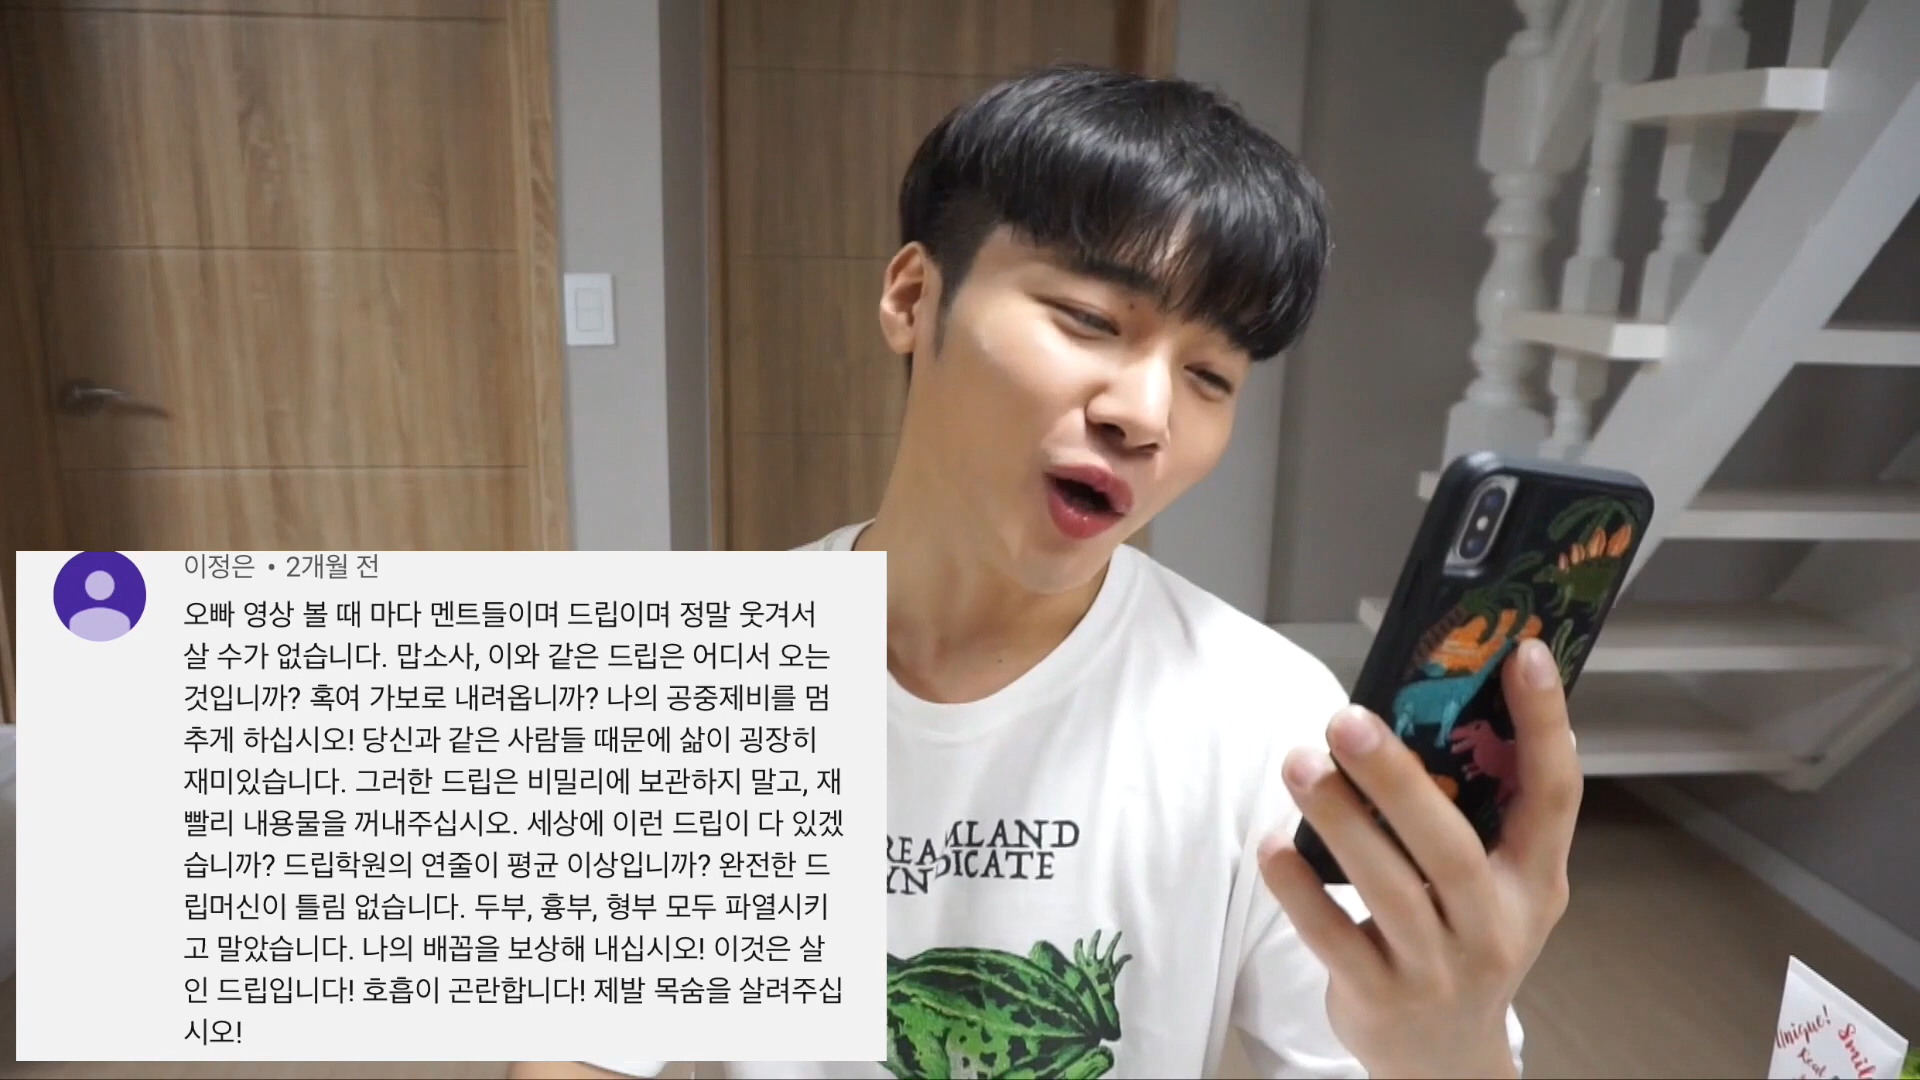 이정은 • 2개월 전
오빠 영상 볼 때 마다 멘트들이며 드립이며 정말 웃겨서
살 수가 없습니다. 맙소사, 이와 같은 드립은 어디서 오는
것입니까? 혹여 가보로 내려옵니까? 나의 공중제비를 멈
추게 하십시오! 당신과 같은 사람들 때문에 삶이 굉장히
재미있습니다. 그러한 드립은 비밀리에 보관하지 말고, 재
빨리 내용물을 꺼내주십시오. 세상에 이런 드립이 다 있겠
습니까? 드립학원의 연줄이 평균 이상입니까? 완전한 드
립머신이 틀림 없습니다. 두부, 흉부, 형부 모두 파열시키
고 말았습니다. 나의 배꼽을 보상해 내십시오! 이것은 살
인 드립입니다! 호흡이 곤란합니다! 제발 목숨을 살려주십
시오!
Unique!
Smile
Real